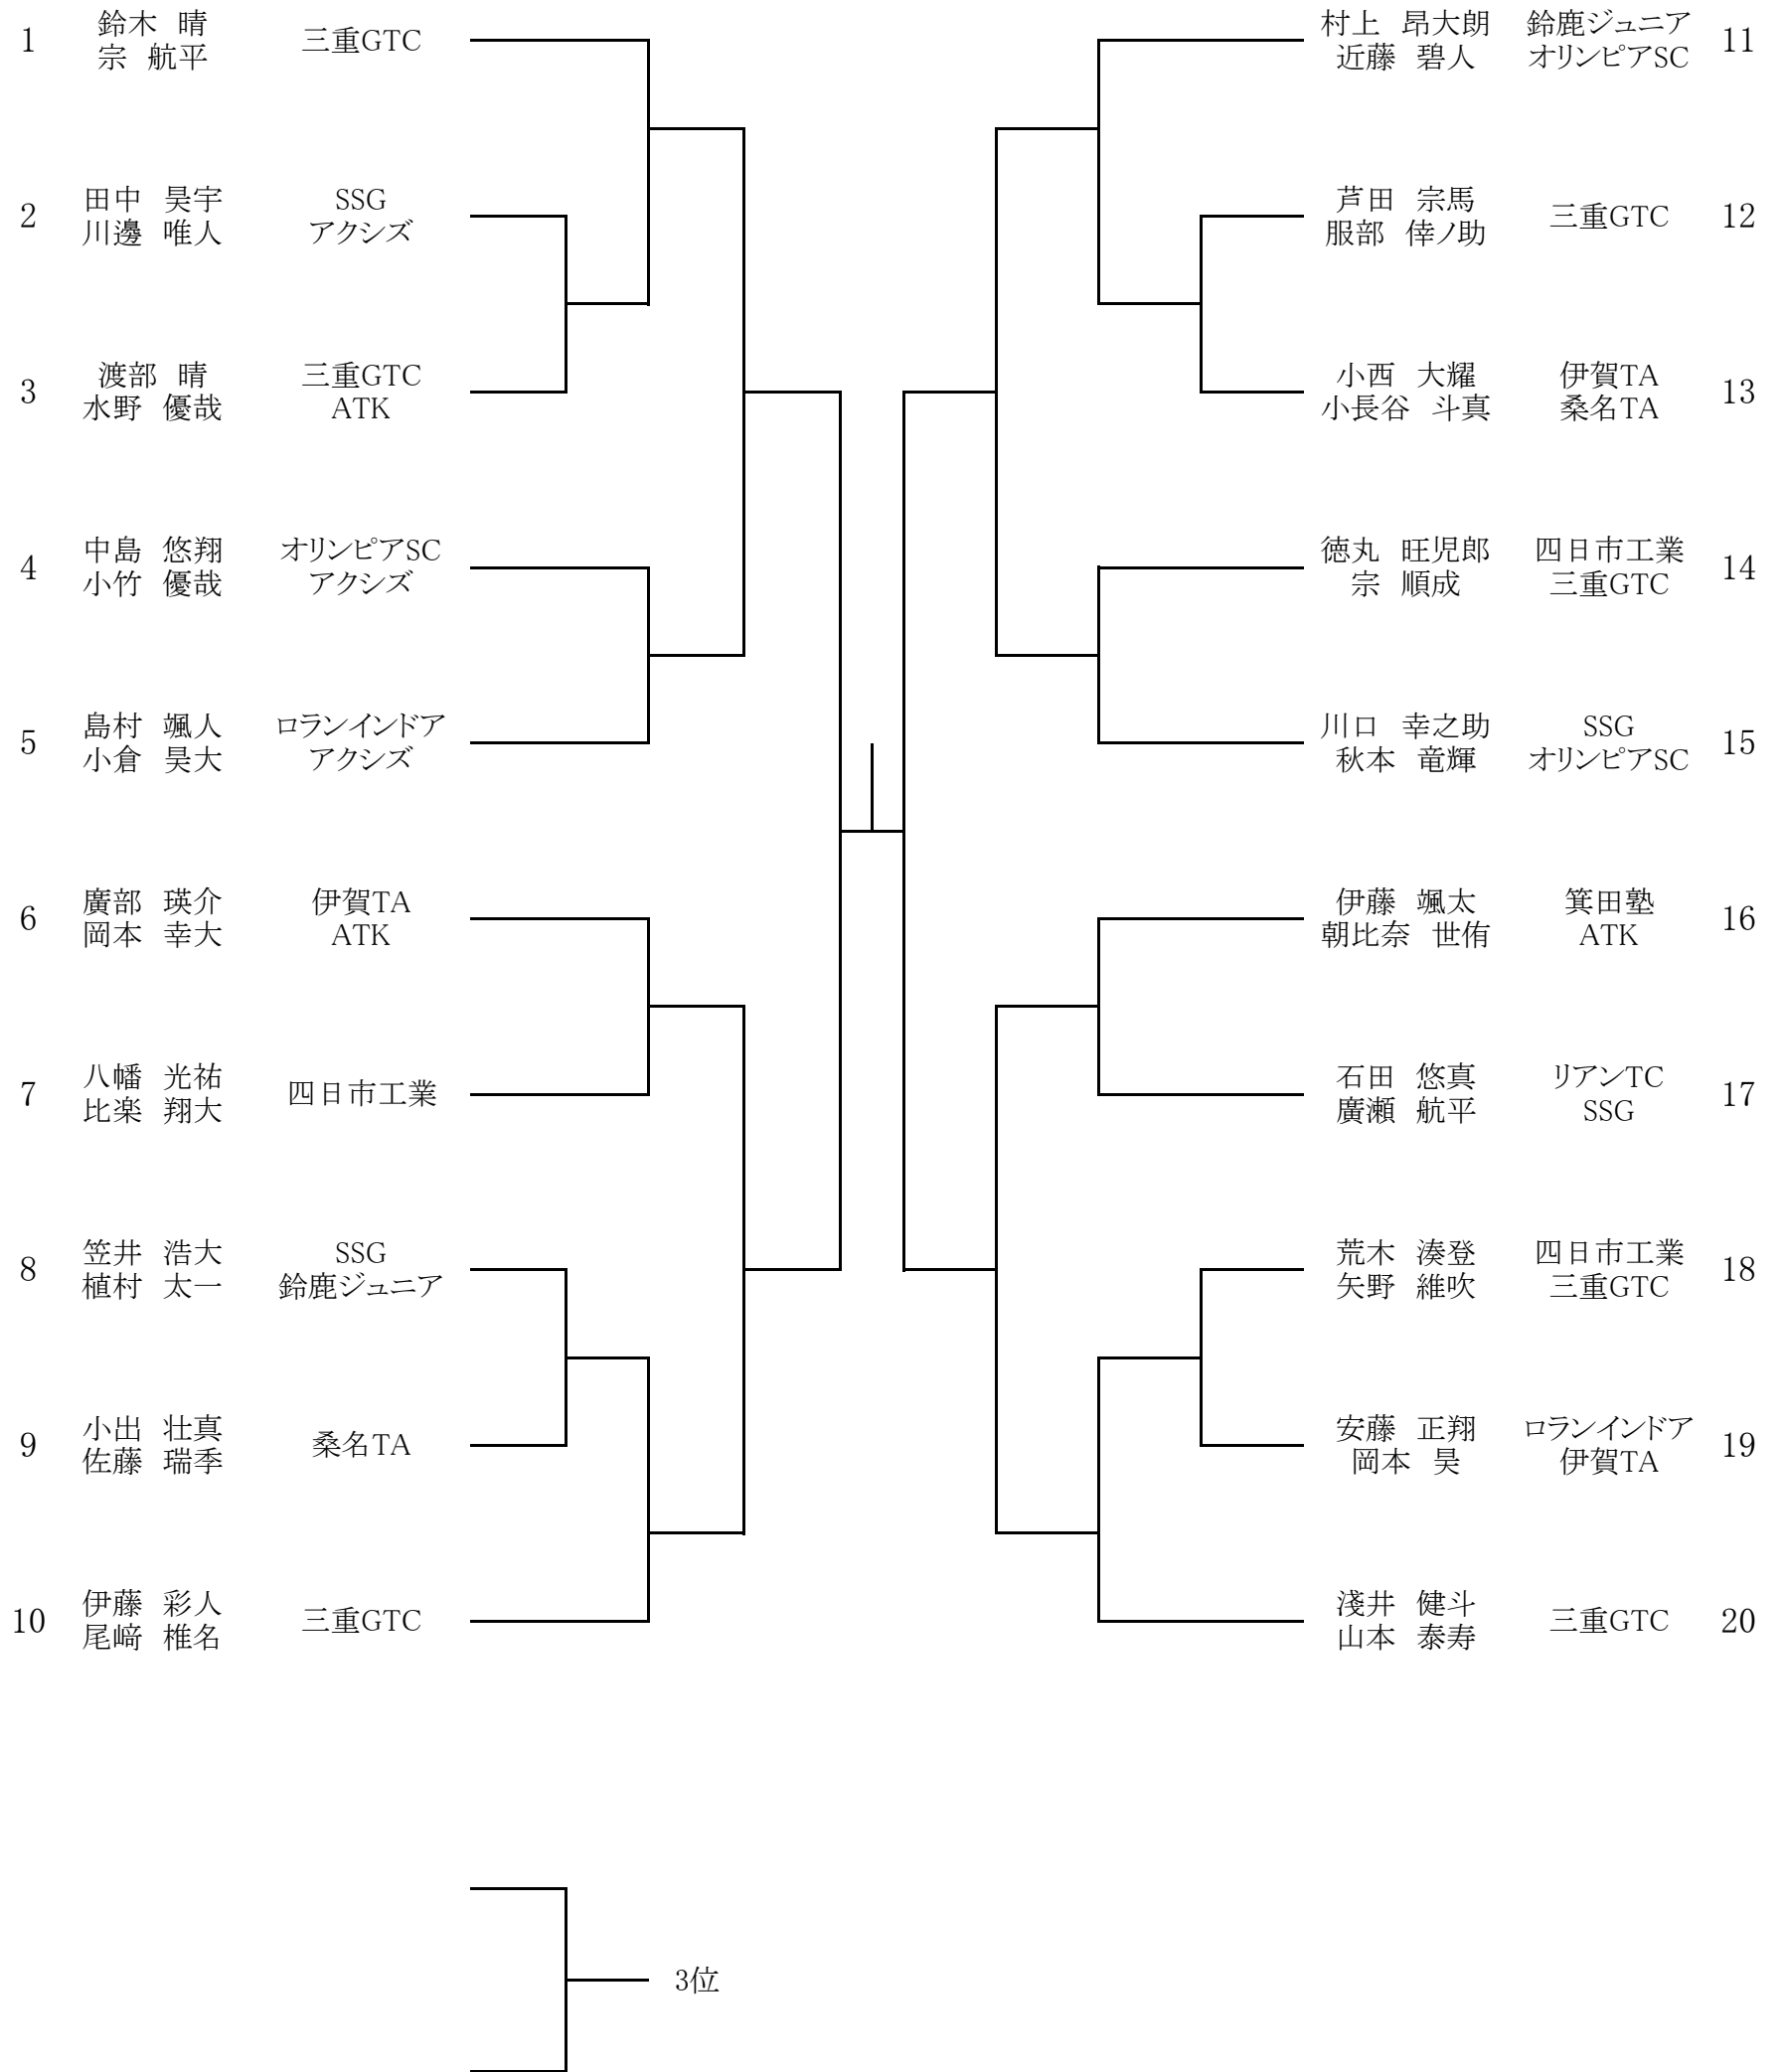 1 鈴木 晴 三重GTC
宗 航平
2 田中 昊宇 SSG
川邊 唯人 アクシズ
3 渡部 晴 三重GTC
水野 優哉 ATK
4 中島 悠翔 オリンピアSC
小竹 優哉 アクシズ
5 島村 颯人 ロランインドア
小倉 昊大 アクシズ
6 廣部 瑛介 伊賀TA
岡本 幸大 ATK
7 八幡 光祐 四日市工業
比楽 翔大
8 笠井 浩大 SSG
植村 太一 鈴鹿ジュニア
9 小出 壮真 桑名TA
佐藤 瑞季
10 伊藤 彩人 三重GTC
尾﨑 椎名
村上 昂大朗 鈴鹿ジュニア 11
近藤 碧人 オリンピアSC
芦田 宗馬 三重GTC 12
服部 倖ノ助
小西 大耀 伊賀TA 13
小長谷 斗真 桑名TA
徳丸 旺児郎 四日市工業 14
宗 順成 三重GTC
川口 幸之助 SSG 15
秋本 竜輝 オリンピアSC
伊藤 颯太 箕田塾 16
朝比奈 世侑 ATK
石田 悠真 リアンTC 17
廣瀬 航平 SSG
荒木 湊登 四日市工業 18
矢野 維吹 三重GTC
安藤 正翔 ロランインドア 19
岡本 昊 伊賀TA
淺井 健斗 三重GTC 20
山本 泰寿
3位